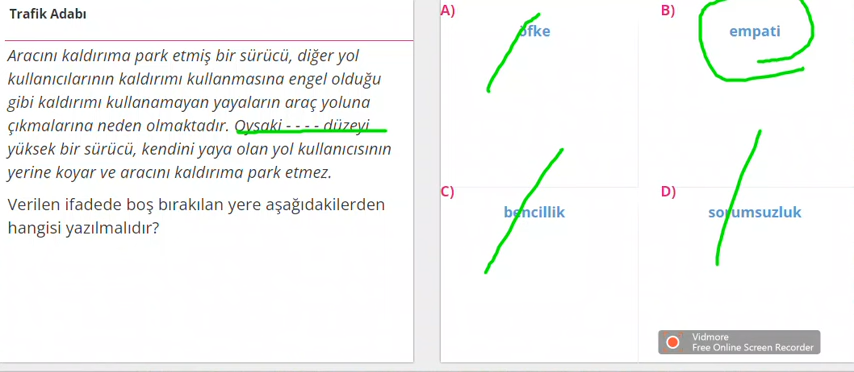 Trafik Adabı
Aracını kaldırıma park etmiş bir sürücü, diğer yol
kullanıcılarının kaldırımı kullanmasına engel olduğu
gibi kaldırımı kullanamayan yayaların araç yoluna
çıkmalarına neden olmaktadır. Oysaki - - - - düzeyi
yüksek bir sürücü, kendini yaya olan yol kullanıcısının
yerine koyar ve aracını kaldırıma park etmez.
Verilen ifadede boş bırakılan yere aşağıdakilerden
hangisi yazılmalıdır?
A)
öfke
B)
empati
C)
bencillik
D)
sorumsuzluk
Vidmore
Free Online Screen Recorder